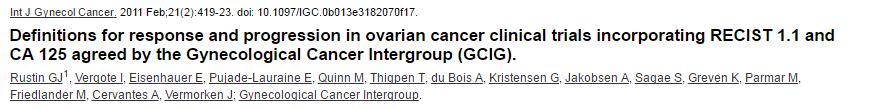 Int J Gynecol Cancer. 2011 Feb;21(2):419-23. doi: 10.1097/IGC.0b013e3182070f17.
Definitions for response and progression in ovarian cancer clinical trials incorporating RECIST 1.1 and
CA 125 agreed by the Gynecological Cancer Intergroup (GCIG).
Rustin GJ1, Vergote I, Eisenhauer E, Pujade-Lauraine E, Quinn M, Thigpen T, du Bois A, Kristensen G, Jakobsen A, Sagae S, Greven K, Parmar M,
Friedlander M, Cervantes A, Vermorken J; Gynecological Cancer Intergroup.